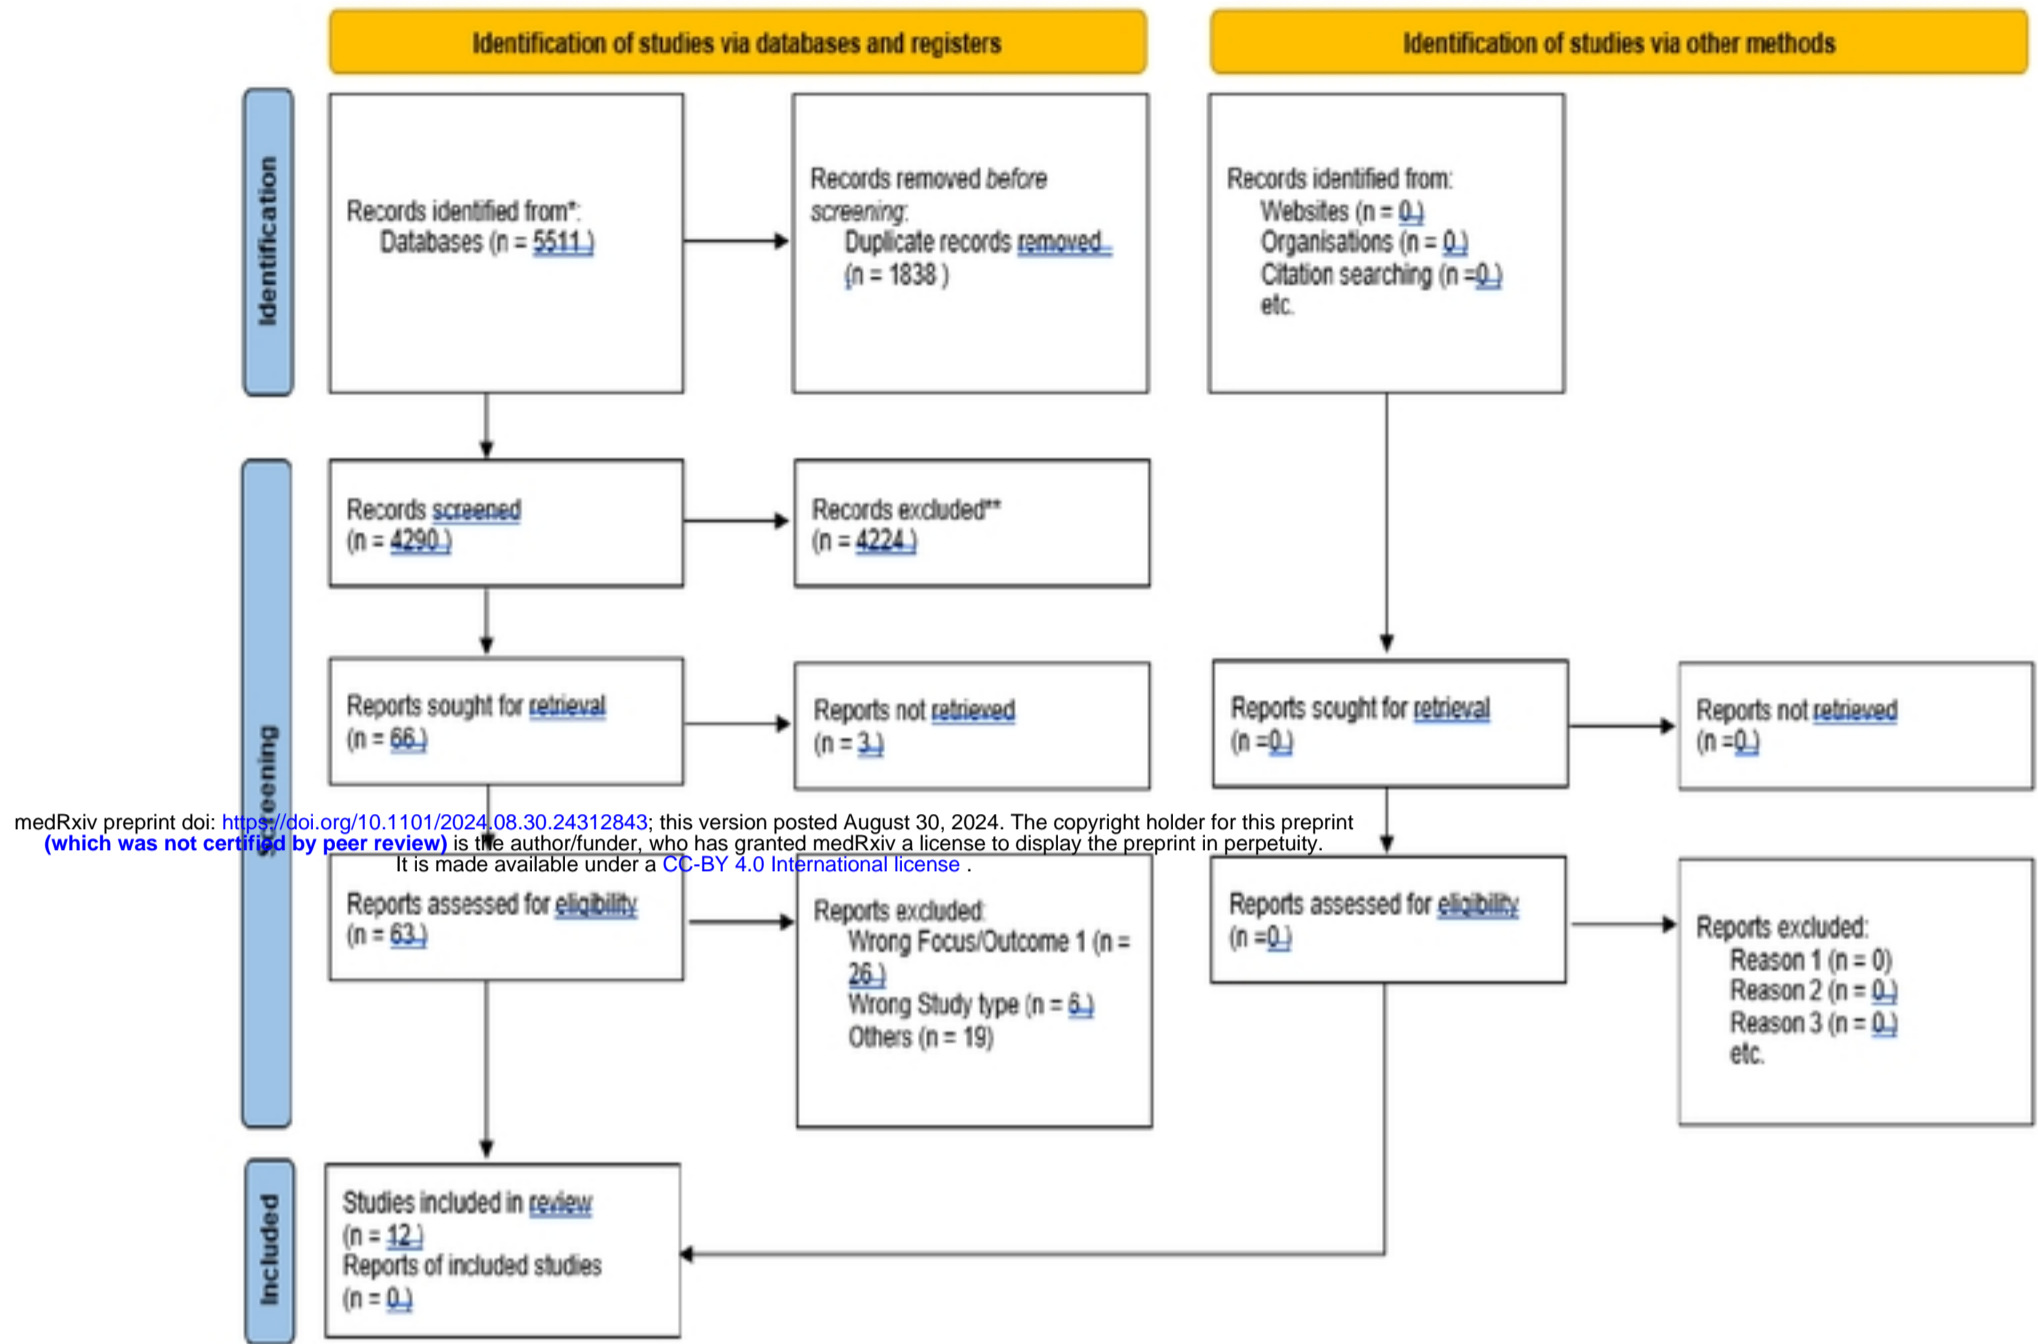 Identification of studies via databases and registers
Identification of studies via other methods
Identification
Records identified from*:
Databases (n = 5511 )
Records removed before
screening:
Duplicate records removed
(n = 1838 )
Records identified from:
Websites (n = 0 )
Organisations (n = 0 )
Citation searching (n =0 )
etc.
Screening
Records screened
(n = 4290 )
Records excluded**
(n = 4224 )
Reports sought for retrieval
(n = 66 )
Reports not retrieved
(n = 3 )
Reports sought for retrieval
(n =0 )
Reports not retrieved
(n =0 )
medRxiv preprint doi: https://doi.org/10.1101/2024.08.30.24312843; this version posted August 30, 2024. The copyright holder for this preprint
(which was not certified by peer review) is the author/funder, who has granted medRxiv a license to display the preprint in perpetuity.
It is made available under a CC-BY 4.0 International license .
Reports assessed for eligibility
(n = 63 )
Reports excluded:
Wrong Focus/Outcome 1 (n =
26 )
Wrong Study type (n = 6 )
Others (n = 19)
Reports assessed for eligibility
(n =0 )
Reports excluded:
Reason 1 (n = 0)
Reason 2 (n = 0 )
Reason 3 (n = 0 )
etc.
Included
Studies included in review
(n = 12 )
Reports of included studies
(n = 0 )